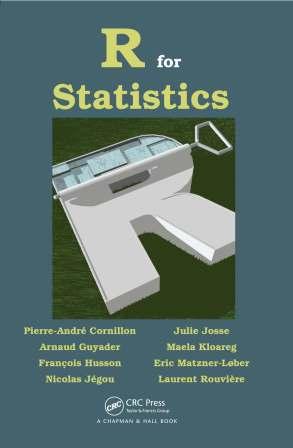 R for
Statistics
Pierre-André Cornillon
Arnaud Guyader
François Husson
Nicolas Jégou
Julie Josse
Maela Kloareg
Eric Matzner-Løber
Laurent Rouvière
CRC
CRC Press
Taylor & Francis Group
A CHAPMAN & HALL BOOK